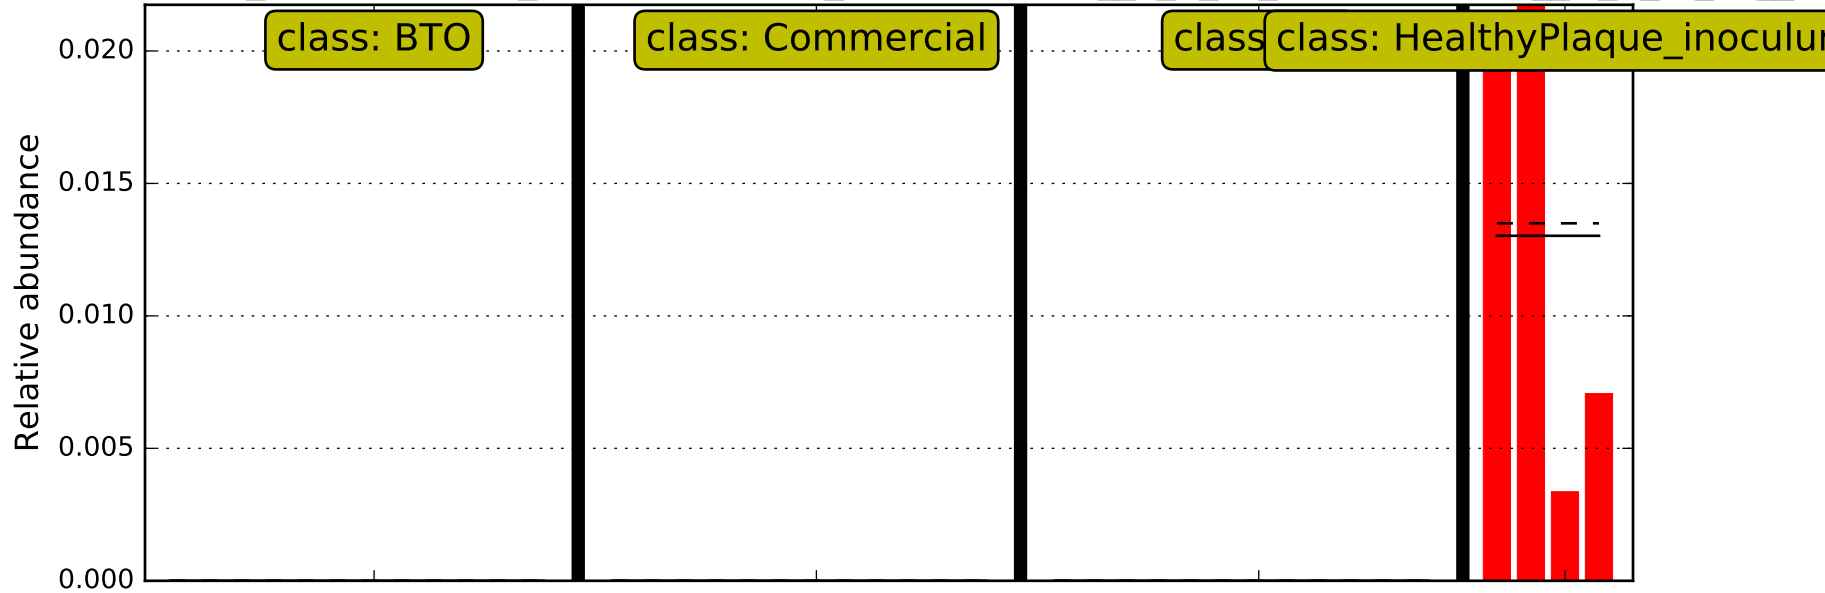 0.020
class: BTO
class: Commercial
class
class: HealthyPlaque_inoculu
0.015
0.010
0.005
0.000
Relative abundance